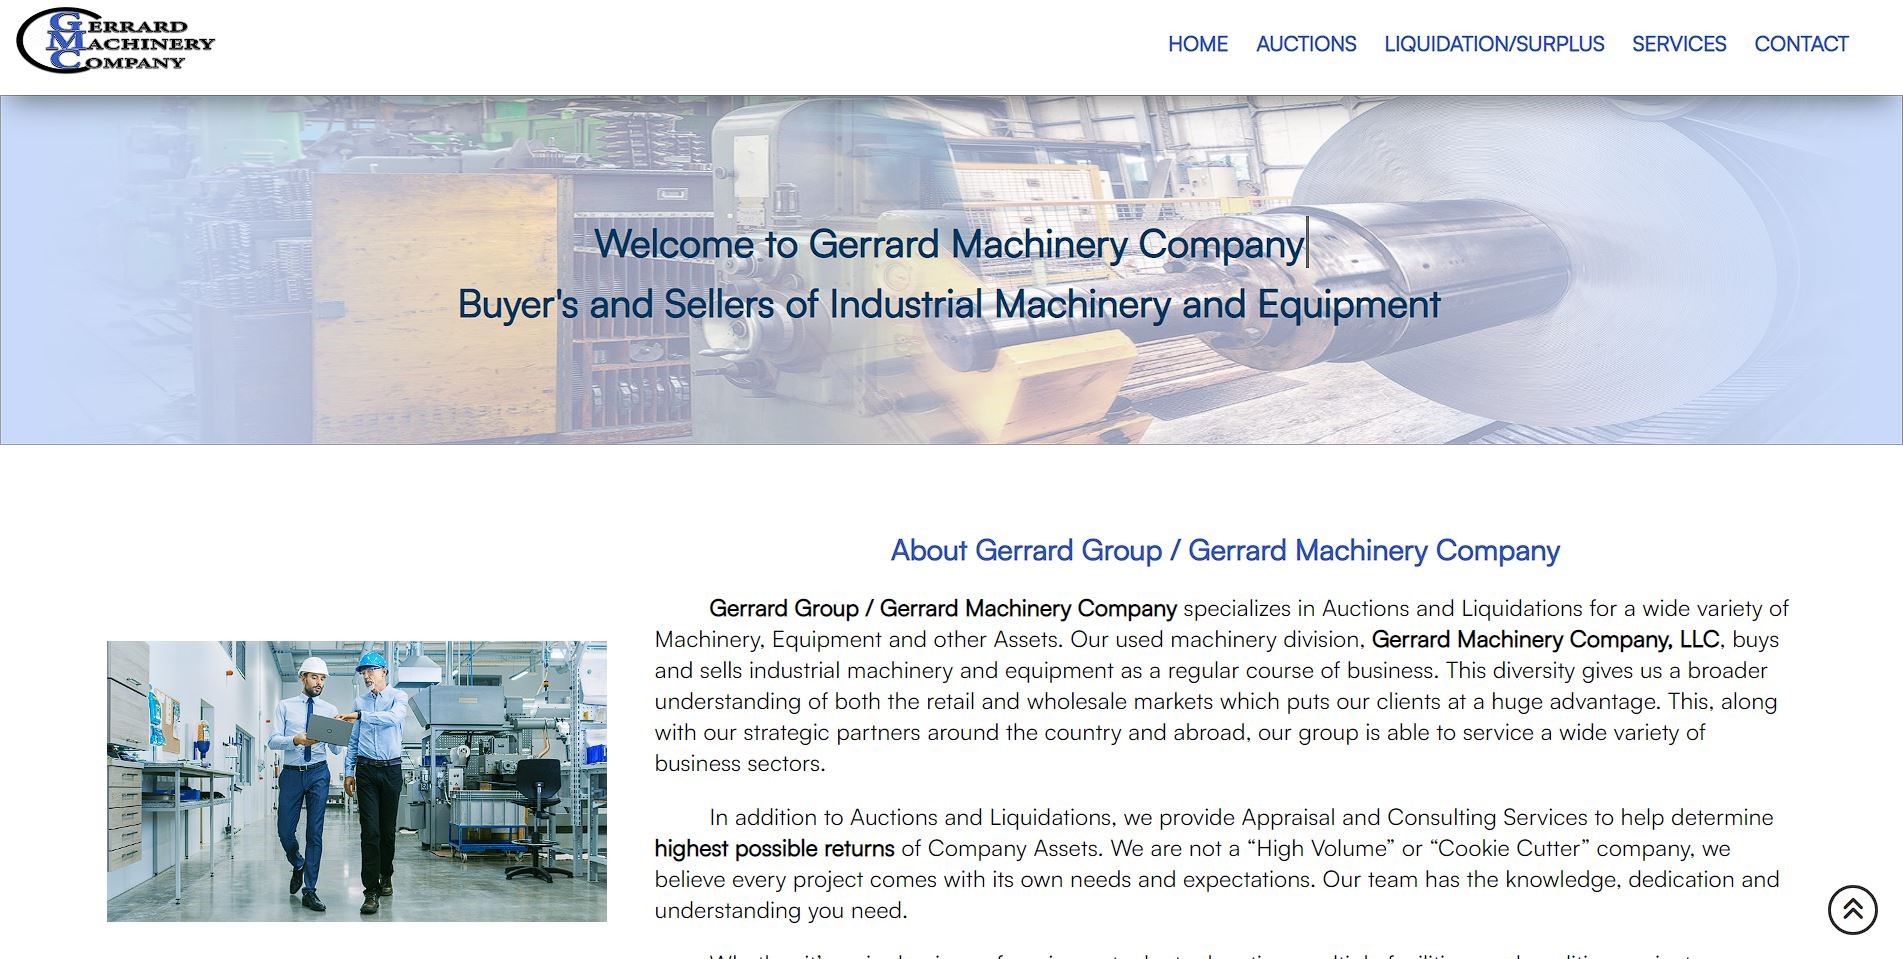 GERRARD
MACHINERY
COMPANY
HOME AUCTIONS LIQUIDATION/SURPLUS SERVICES CONTACT
Welcome to Gerrard Machinery Company
Buyer's and Sellers of Industrial Machinery and Equipment
About Gerrard Group / Gerrard Machinery Company
Gerrard Group / Gerrard Machinery Company specializes in Auctions and Liquidations for a wide variety of
Machinery, Equipment and other Assets. Our used machinery division, Gerrard Machinery Company, LLC, buys
and sells industrial machinery and equipment as a regular course of business. This diversity gives us a broader
understanding of both the retail and wholesale markets which puts our clients at a huge advantage. This, along
with our strategic partners around the country and abroad, our group is able to service a wide variety of
business sectors.
In addition to Auctions and Liquidations, we provide Appraisal and Consulting Services to help determine
highest possible returns of Company Assets. We are not a “High Volume” or “Cookie Cutter” company, we
believe every project comes with its own needs and expectations. Our team has the knowledge, dedication and
understanding you need.